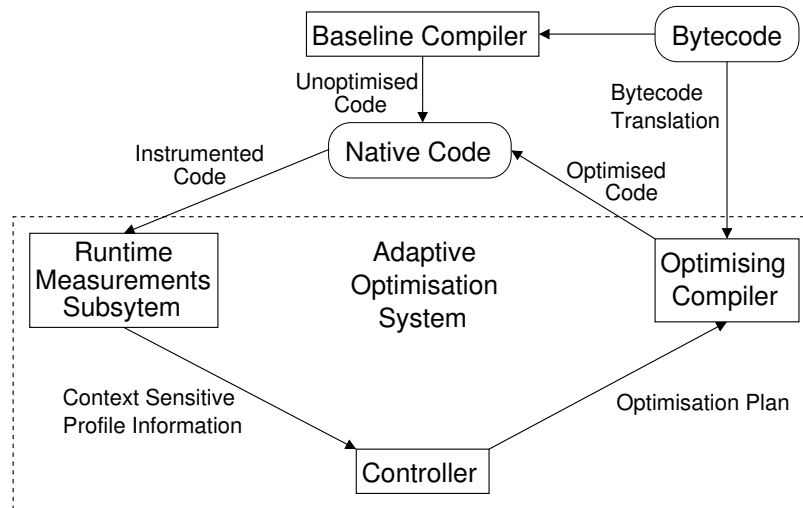 Baseline Compiler
Bytecode
Unoptimised
Code
Bytecode
Translation
Native Code
Instrumented
Code
Optimised
Code
Runtime
Measurements
Subsytem
Adaptive
Optimisation
System
Optimising
Compiler
Context Sensitive
Profile Information
Optimisation Plan
Controller